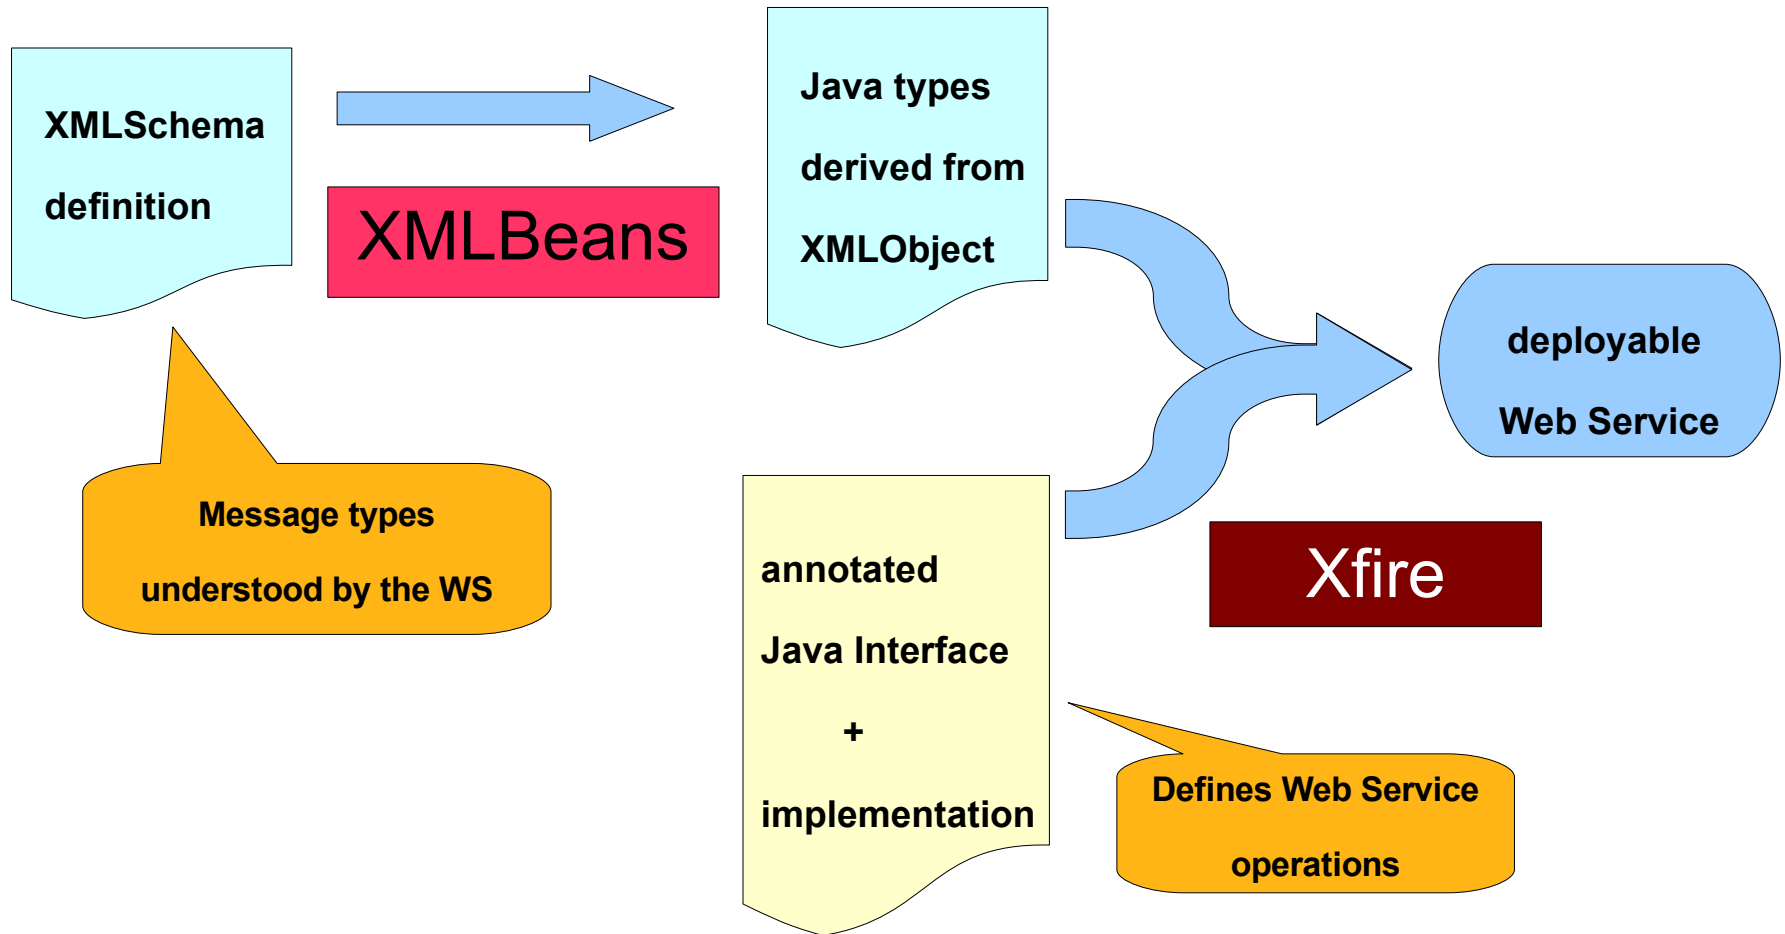 XMLSchema
definition
XMLBeans
Java types
derived from
XMLObject
deployable
Web Service
Message types
understood by the WS
annotated
Java Interface
+
implementation
Xfire
Defines Web Service
operations